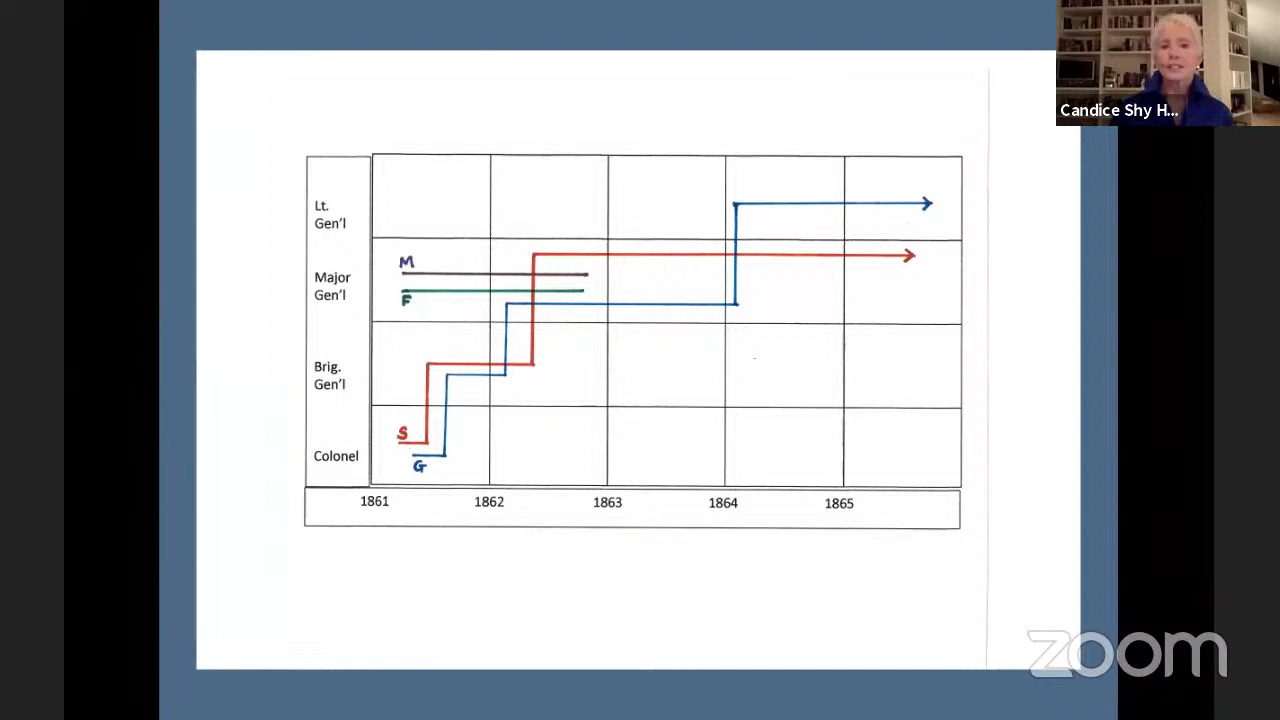 Candice Shy H...
Lt.
Gen'l
M
Major
Gen'l
F
Brig.
Gen'l
S
Colonel
G
1861 1862 1863 1864 1865
zoom